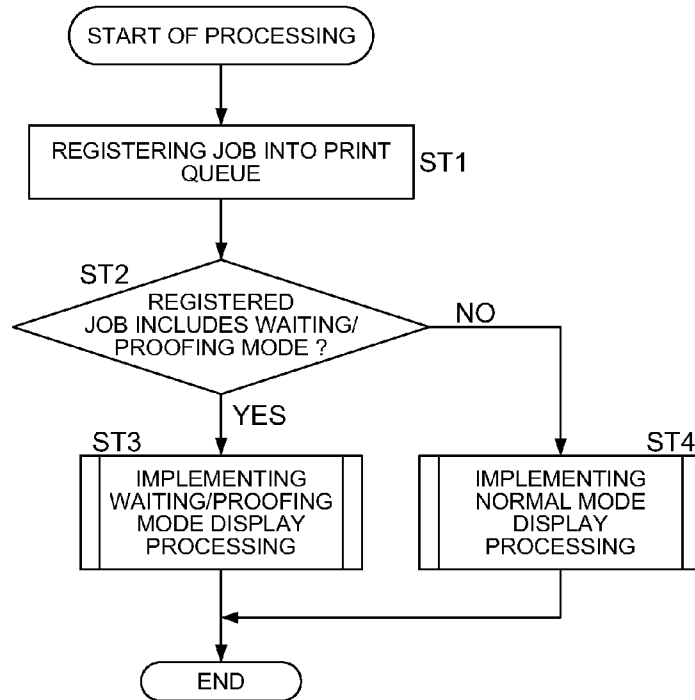 START OF PROCESSING
REGISTERING JOB INTO PRINT
QUEUE
ST1
ST2
REGISTERED
JOB INCLUDES WAITING/
PROOFING MODE ?
NO
YES
ST3
IMPLEMENTING
WAITING/PROOFING
MODE DISPLAY
PROCESSING
ST4
IMPLEMENTING
NORMAL MODE
DISPLAY
PROCESSING
END